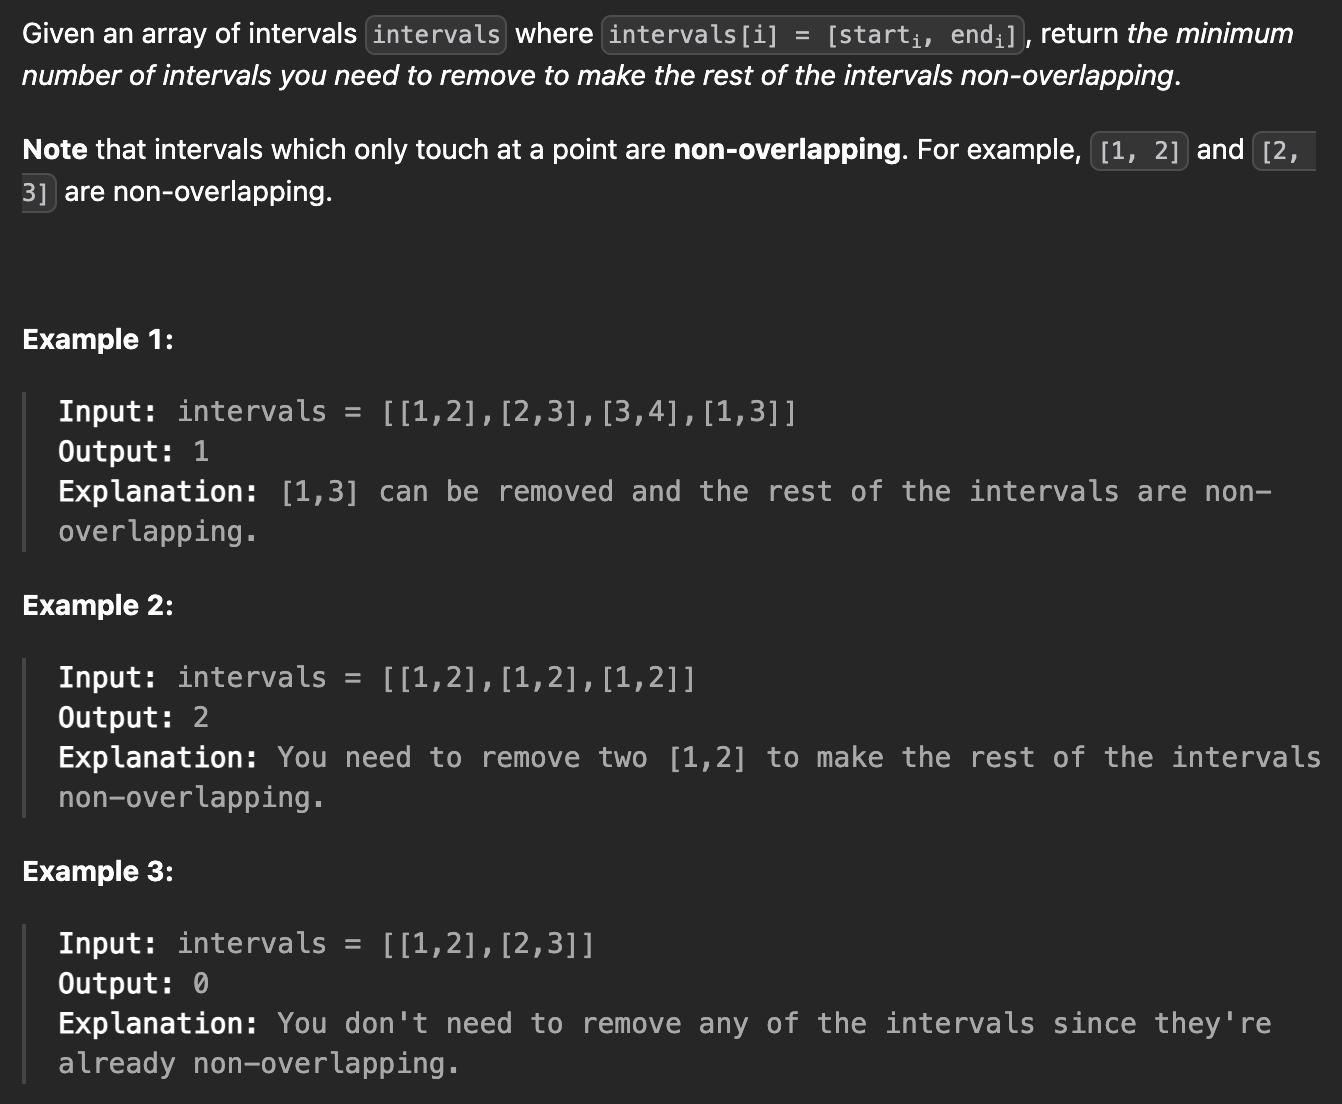 Given an array of intervals intervals where intervals[i] = [starti, endi], return the minimum
number of intervals you need to remove to make the rest of the intervals non-overlapping.
Note that intervals which only touch at a point are non-overlapping. For example, [1, 2] and [2,
3] are non-overlapping.
Example 1:
Input: intervals = [[1,2],[2,3],[3,4],[1,3]]
Output: 1
Explanation: [1,3] can be removed and the rest of the intervals are non-
overlapping.
Example 2:
Input: intervals = [[1,2],[1,2],[1,2]]
Output: 2
Explanation: You need to remove two [1,2] to make the rest of the intervals
non-overlapping.
Example 3:
Input: intervals = [[1,2],[2,3]]
Output: 0
Explanation: You don't need to remove any of the intervals since they're
already non-overlapping.